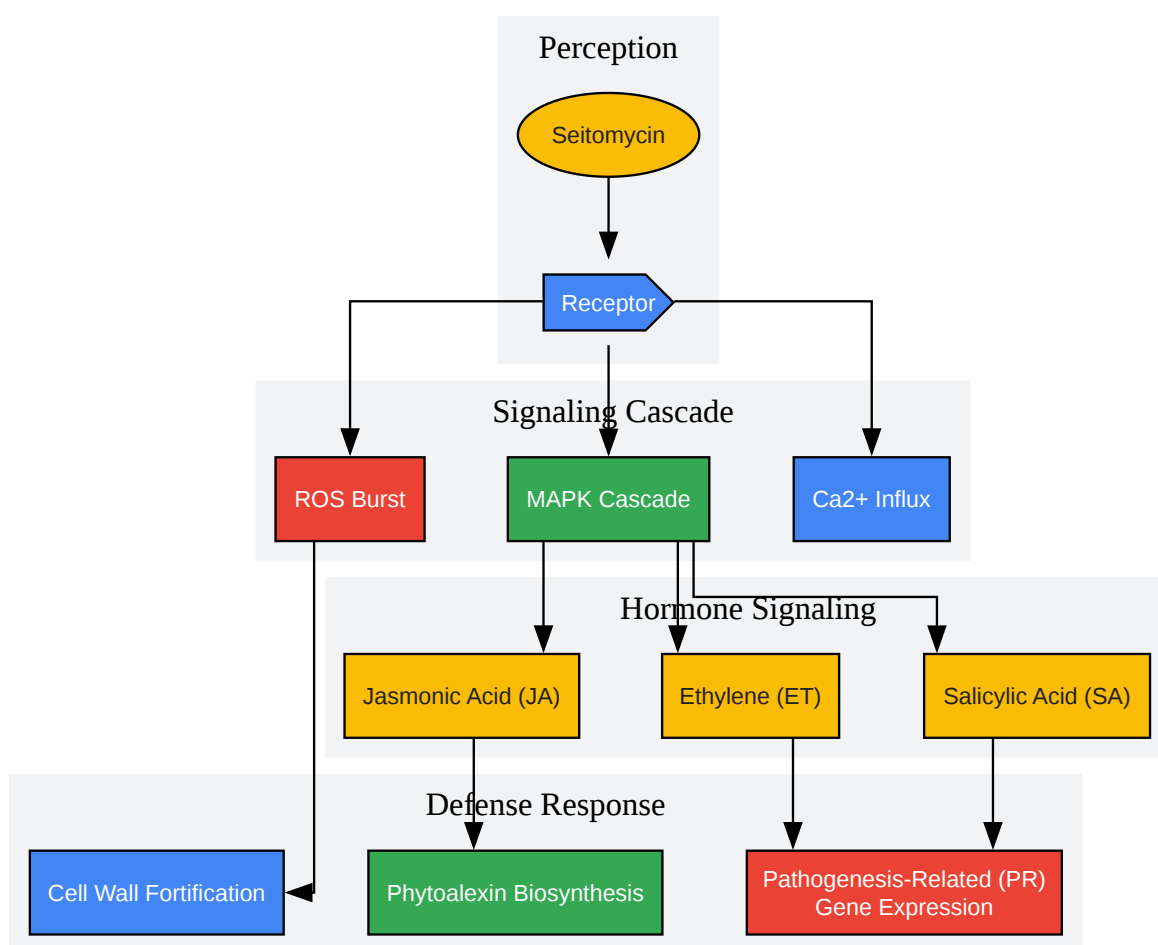 Perception
Seitomycin
Receptor
Signaling Cascade
ROS Burst
MAPK Cascade
Ca2+ Influx
Hormone Signaling
Jasmonic Acid (JA)
Ethylene (ET)
Salicylic Acid (SA)
Defense Response
Cell Wall Fortification
Phytoalexin Biosynthesis
Pathogenesis-Related (PR)
Gene Expression